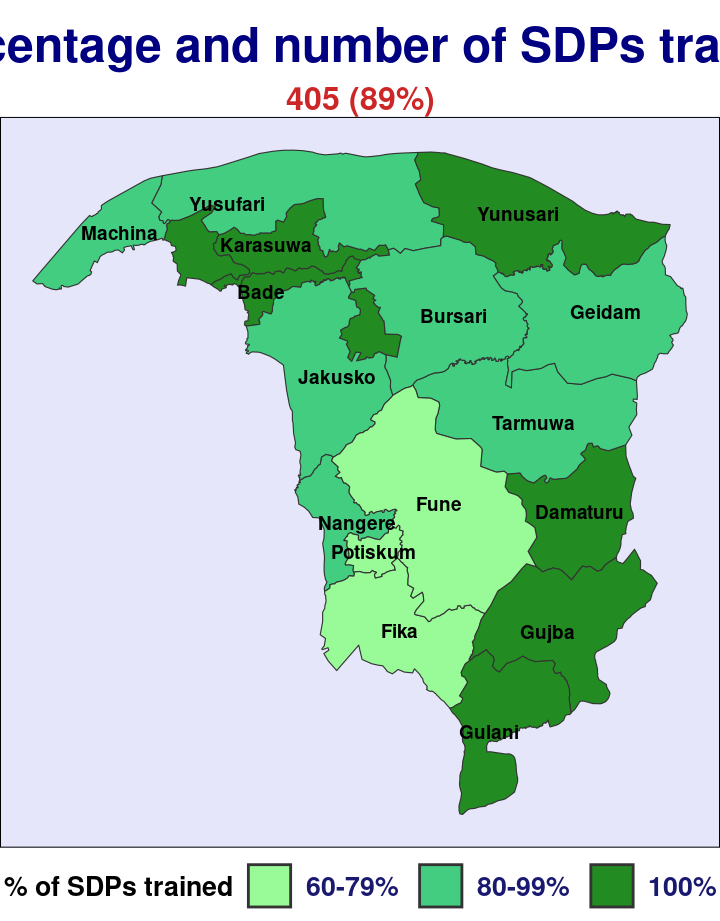 centage and number of SDPs tra
405 (89%)
Yusufari
Yunusari
Machina
Karasuwa
Bade
Geidam
Bursari
Jakusko
Tarmuwa
Fune
Damaturu
Nangere
Potiskum
Fika
Gujba
Gulani
% of SDPs trained 60-79% 80-99% 100%